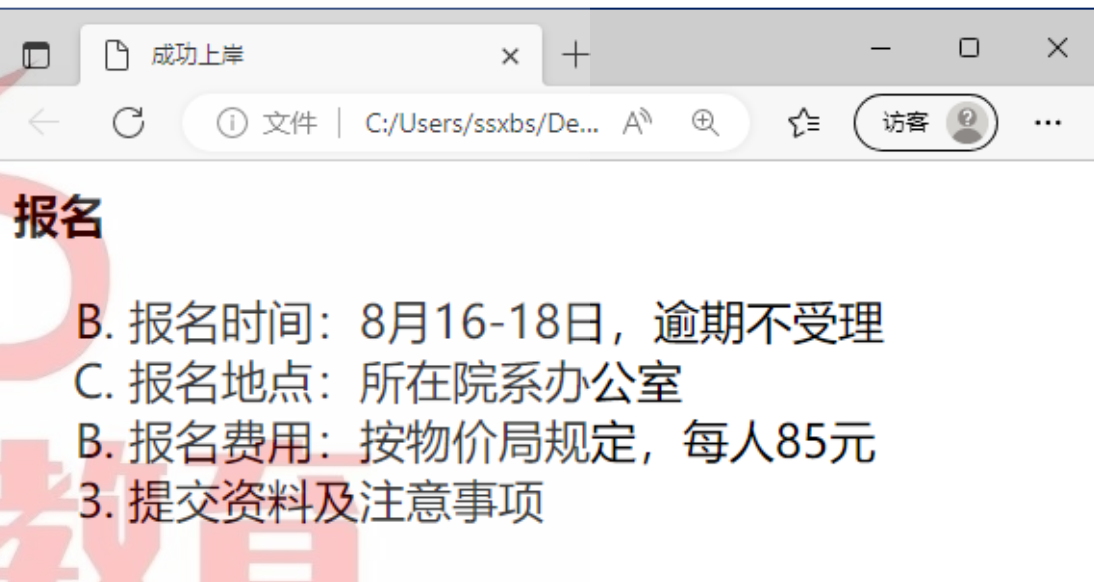 成功上岸
文件 | C:/Users/ssxbs/De... A 访客
报名
B. 报名时间：8月16-18日，逾期不受理
C. 报名地点：所在院系办公室
B. 报名费用：按物价局规定，每人85元
3. 提交资料及注意事项
教育